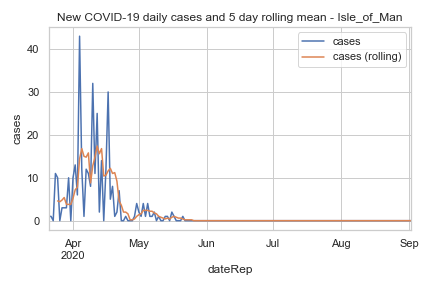 New COVID-19 daily cases and 5 day rolling mean - Isle_of_Man
cases
cases (rolling)
cases
40
30
20
10
0
Apr
2020
May
Jun
Jul
Aug
Sep
dateRep